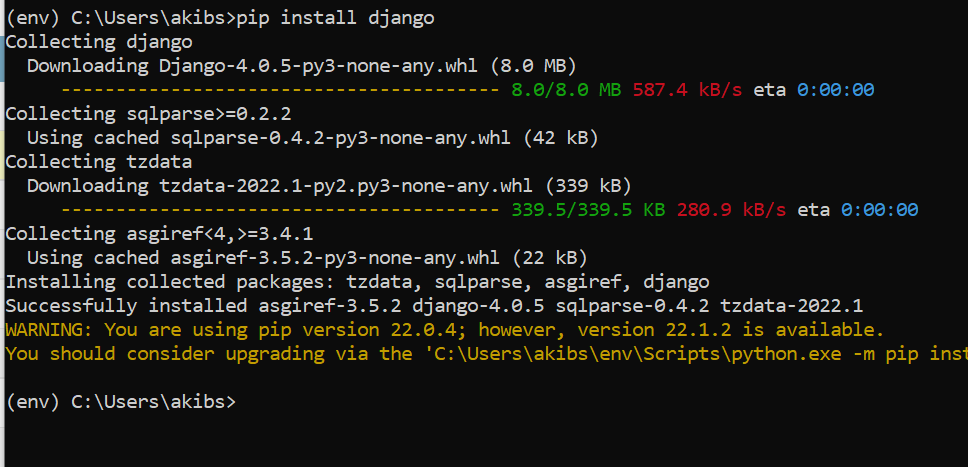 (env) C:\Users\akibs>pip install django
Collecting django
  Downloading Django-4.0.5-py3-none-any.whl (8.0 MB)
     ---------------------------------------- 8.0/8.0 MB 587.4 kB/s eta 0:00:00
Collecting sqlparse>=0.2.2
  Using cached sqlparse-0.4.2-py3-none-any.whl (42 kB)
Collecting tzdata
  Downloading tzdata-2022.1-py2.py3-none-any.whl (339 kB)
     ---------------------------------------- 339.5/339.5 KB 280.9 kB/s eta 0:00:00
Collecting asgiref<4,>=3.4.1
  Using cached asgiref-3.5.2-py3-none-any.whl (22 kB)
Installing collected packages: tzdata, sqlparse, asgiref, django
Successfully installed asgiref-3.5.2 django-4.0.5 sqlparse-0.4.2 tzdata-2022.1
WARNING: You are using pip version 22.0.4; however, version 22.1.2 is available.
You should consider upgrading via the 'C:\Users\akibs\env\Scripts\python.exe -m pip inst
(env) C:\Users\akibs>